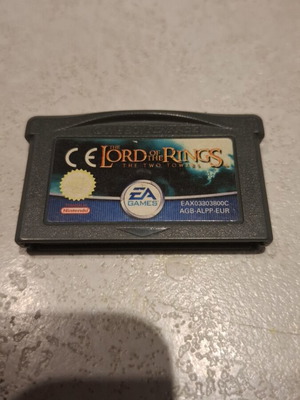 CE
THE
LORD OF THE RINGS
THE TWO TOWERS
Nintendo
EA
GAMES
EAX03303800C
AGB-ALPP-EUR